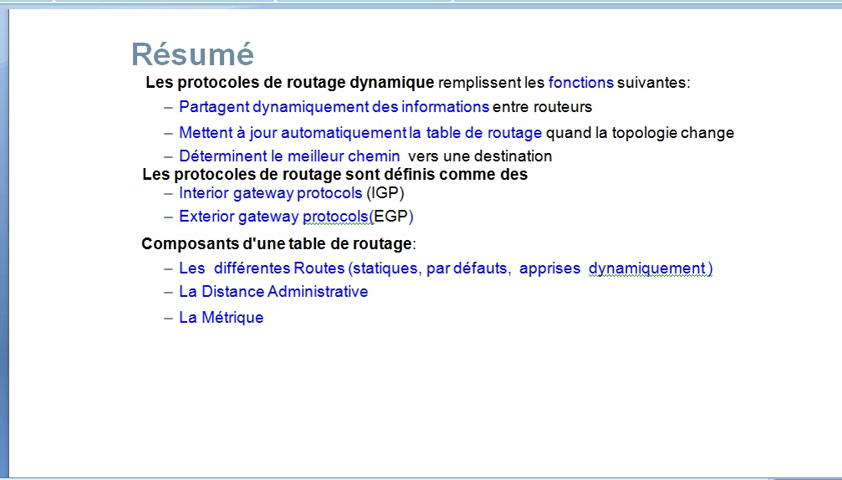 Résumé
Les protocoles de routage dynamique remplissent les fonctions suivantes:
– Partagent dynamiquement des informations entre routeurs
– Mettent à jour automatiquement la table de routage quand la topologie change
– Déterminent le meilleur chemin vers une destination
Les protocoles de routage sont définis comme des
– Interior gateway protocols (IGP)
– Exterior gateway protocols(EGP)
Composants d'une table de routage:
– Les différentes Routes (statiques, par défauts, apprises dynamiquement)
– La Distance Administrative
– La Métrique